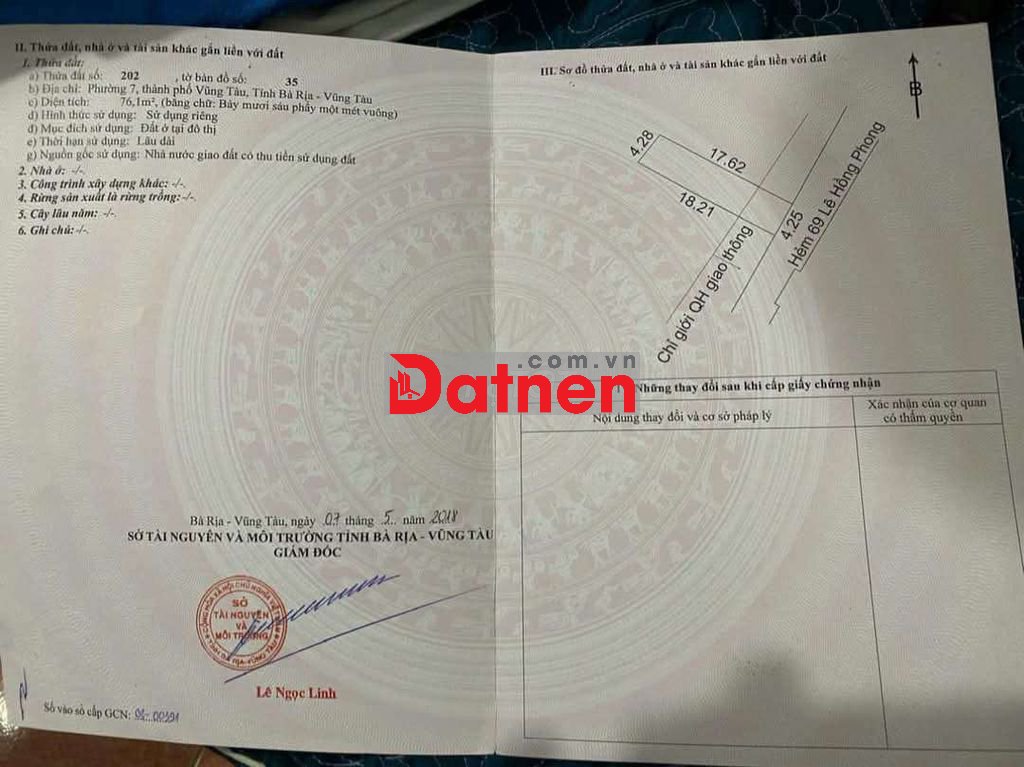 II. Thửa đất, nhà ở và tài sản khác gắn liền với đất
1. Thửa đất:
a) Thửa đất số: 202 , tờ bản đồ số: 35
b) Địa chỉ: Phường 7, thành phố Vũng Tàu, Tỉnh Bà Rịa - Vũng Tàu
c) Diện tích: 76,1m², (bằng chữ: Bảy mươi sáu phẩy một mét vuông)
d) Hình thức sử dụng: Sử dụng riêng
đ) Mục đích sử dụng: Đất ở tại đô thị
e) Thời hạn sử dụng: Lâu dài
g) Nguồn gốc sử dụng: Nhà nước giao đất có thu tiền sử dụng đất
2. Nhà ở: -/-.
3. Công trình xây dựng khác: -/-.
4. Rừng sản xuất là rừng trồng: -/-.
5. Cây lâu năm: -/-.
6. Ghi chú: -/-.
Bà Rịa - Vũng Tàu, ngày 07 tháng 5 năm 2018
SỞ TÀI NGUYÊN VÀ MÔI TRƯỜNG TỈNH BÀ RỊA - VŨNG TÀU
GIÁM ĐỐC
SỞ
TÀI NGUYÊN
VÀ
MÔI TRƯỜNG
Lê Ngọc Linh
Số vào sổ cấp GCN:
III. Sơ đồ thửa đất, nhà ở và tài sản khác gắn liền với đất
B
4.28
17.62
18.21
4.25
Hẻm 69 Lê Hồng Phong
Chỉ giới QH giao thông
.com.vn
Datnen
Những thay đổi sau khi cấp giấy chứng nhận
Nội dung thay đổi và cơ sở pháp lý
Xác nhận của cơ quan
có thẩm quyền